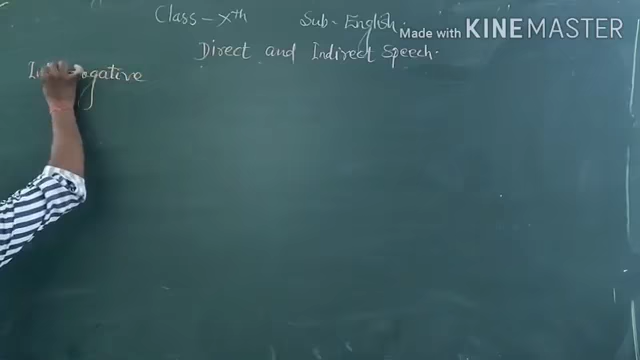 Class - Xth Sub- English.
Made with KINEMASTER
Direct and Indirect Speech.